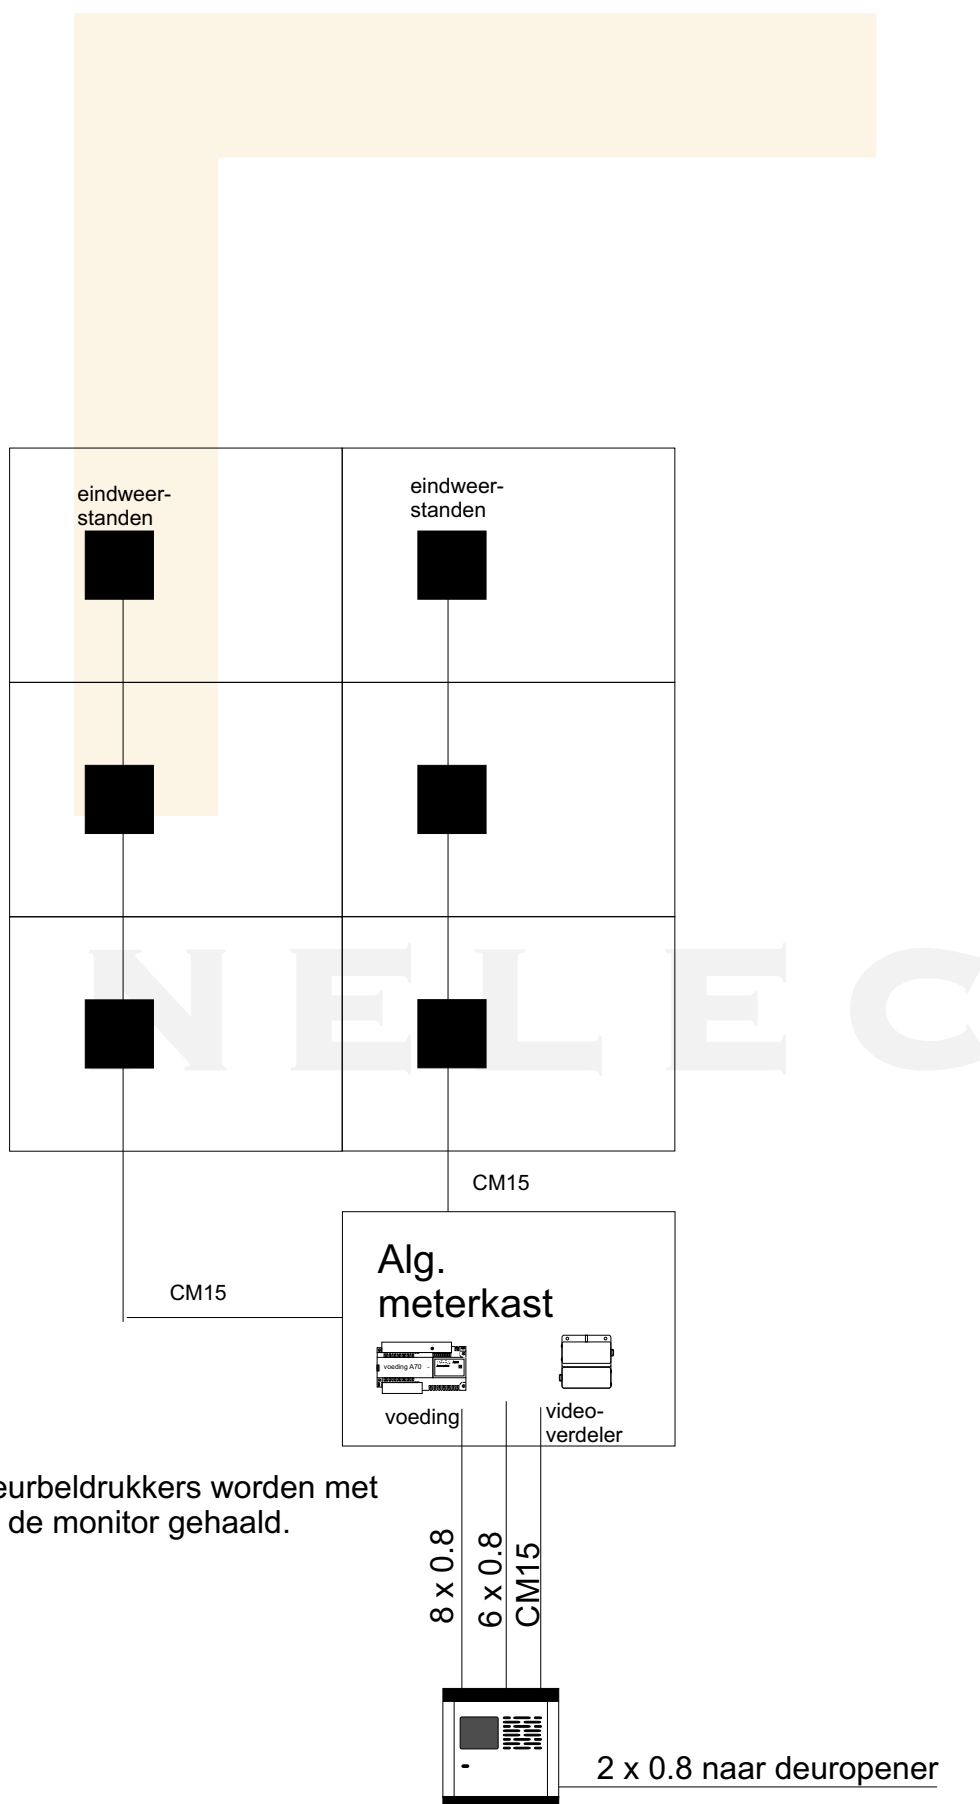 eindweer-
standen
eindweer-
standen
NELEC
CM15
CM15
Alg.
meterkast
voeding A70
voeding
video-
verdeler
eurbeldrukkers worden met
de monitor gehaald.
8 x 0.8
6 x 0.8
CM15
2 x 0.8 naar deuropener